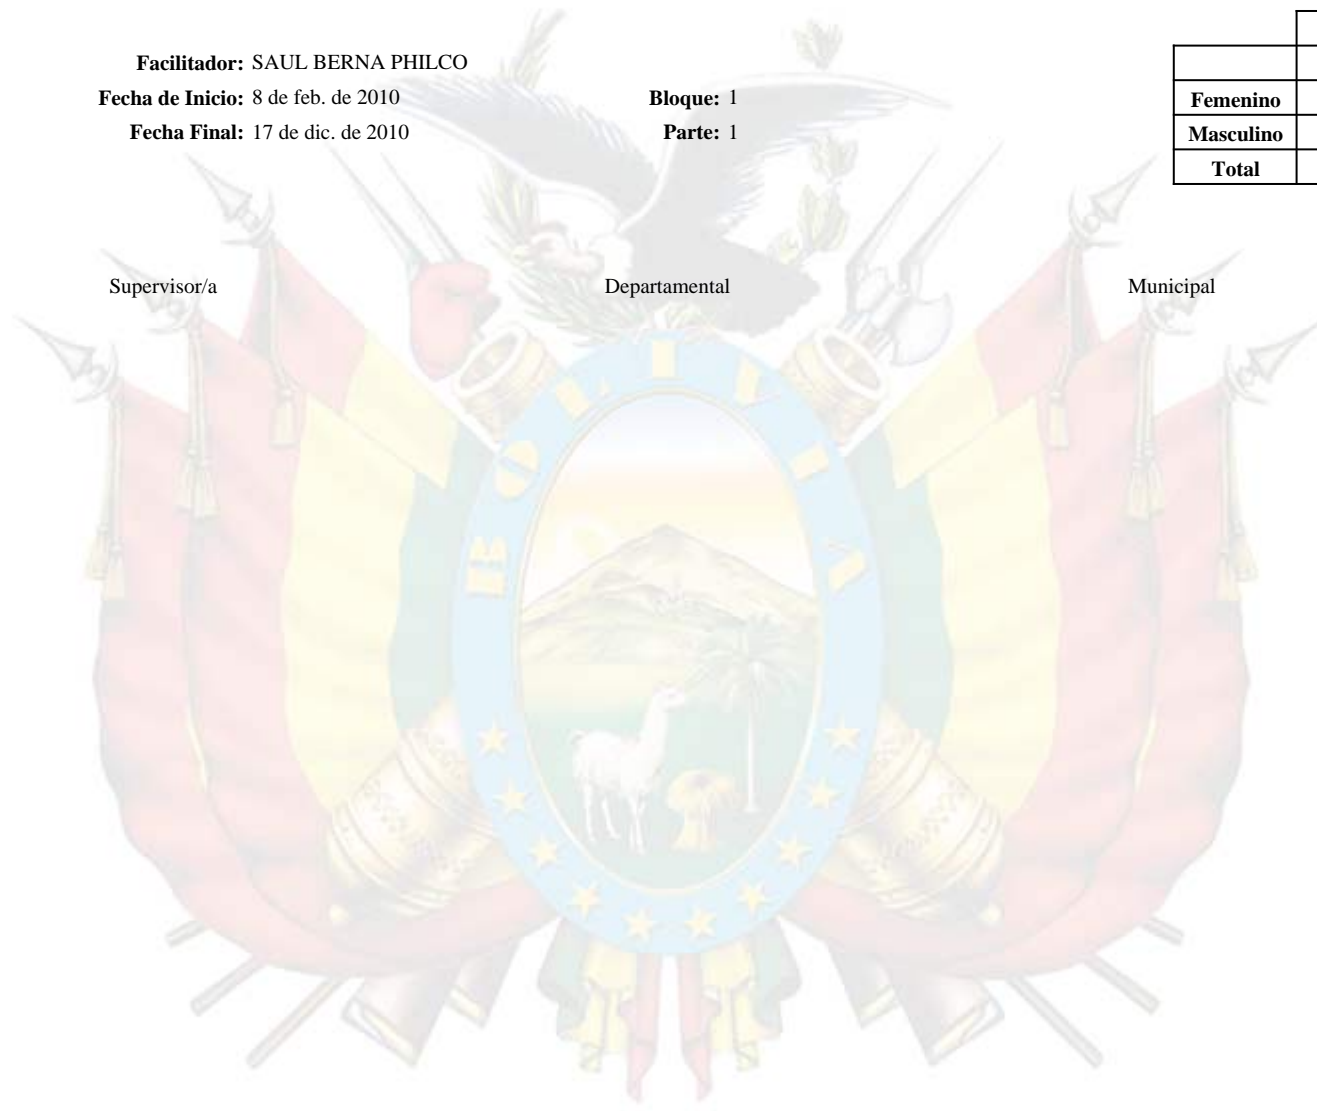 Facilitador: SAUL BERNA PHILCO
Fecha de Inicio: 8 de feb. de 2010
Bloque: 1
Femenino
Fecha Final: 17 de dic. de 2010
Parte: 1
Masculino
Total
Supervisor/a
Departamental
Municipal
BOLIVIA